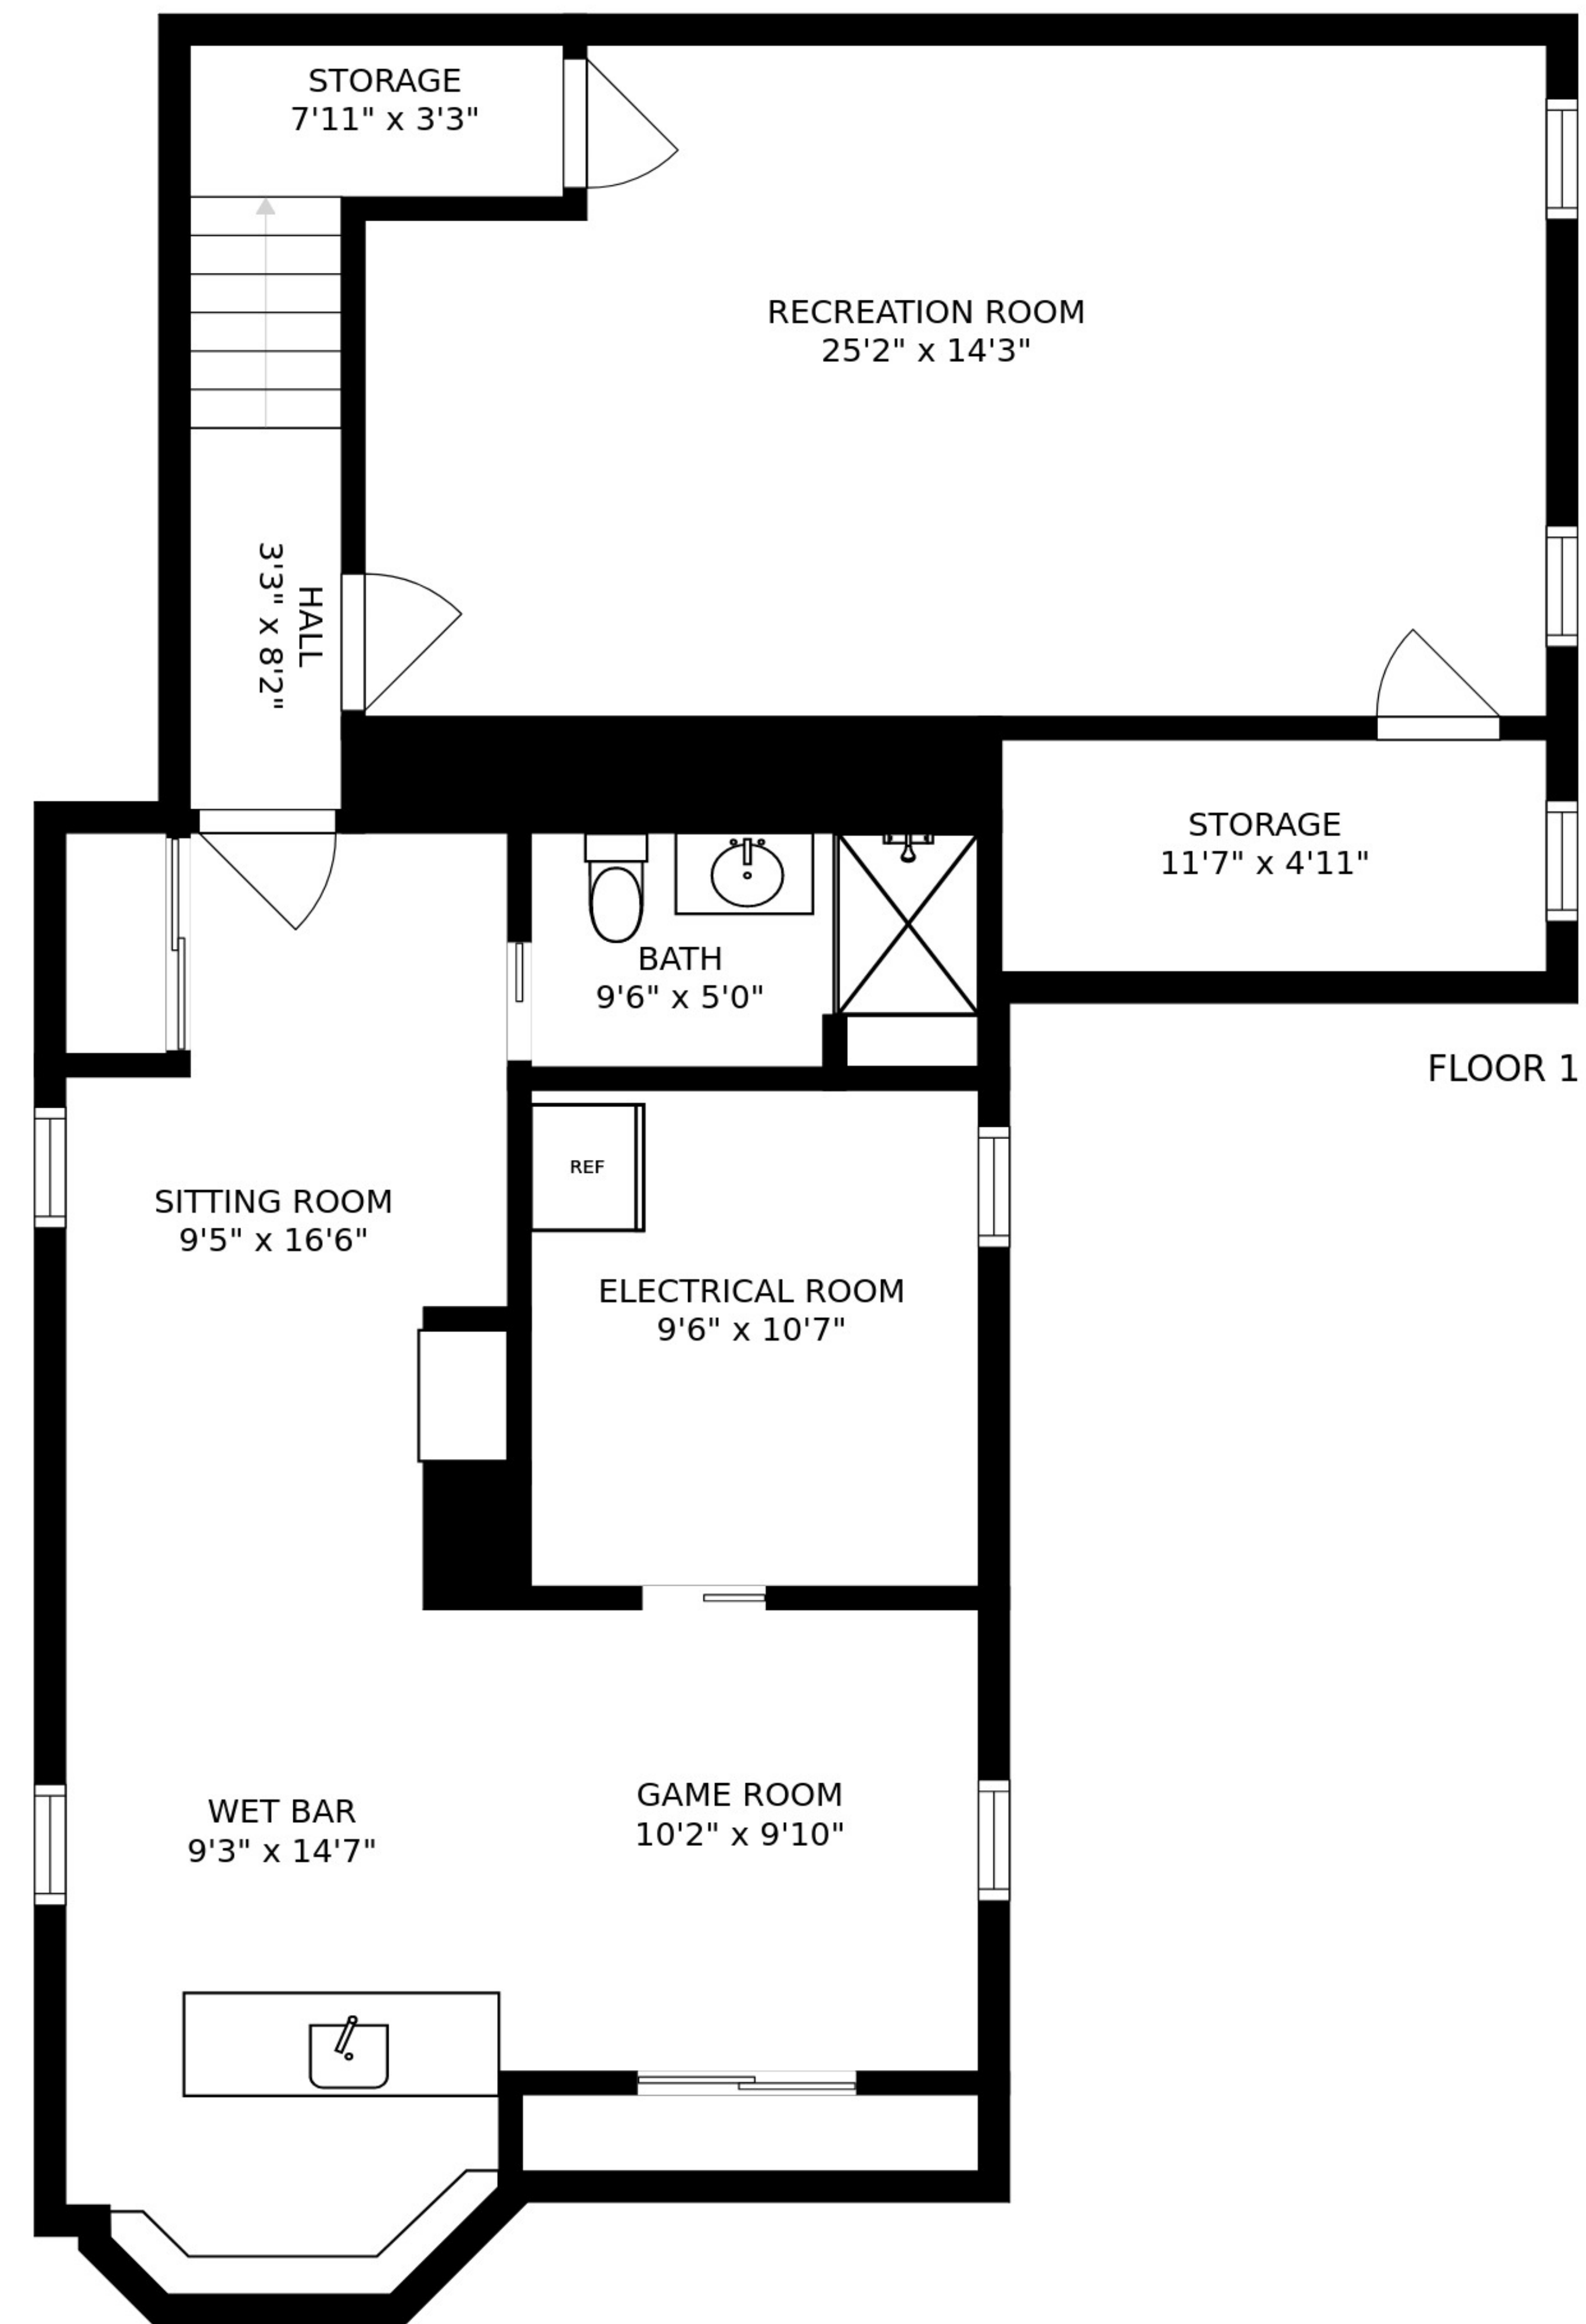 STORAGE
7'11" x 3'3"
RECREATION ROOM
25'2" x 14'3"
HALL
3'3" x 8'2"
STORAGE
11'7" x 4'11"
BATH
9'6" x 5'0"
FLOOR 1
REF
SITTING ROOM
9'5" x 16'6"
ELECTRICAL ROOM
9'6" x 10'7"
WET BAR
9'3" x 14'7"
GAME ROOM
10'2" x 9'10"